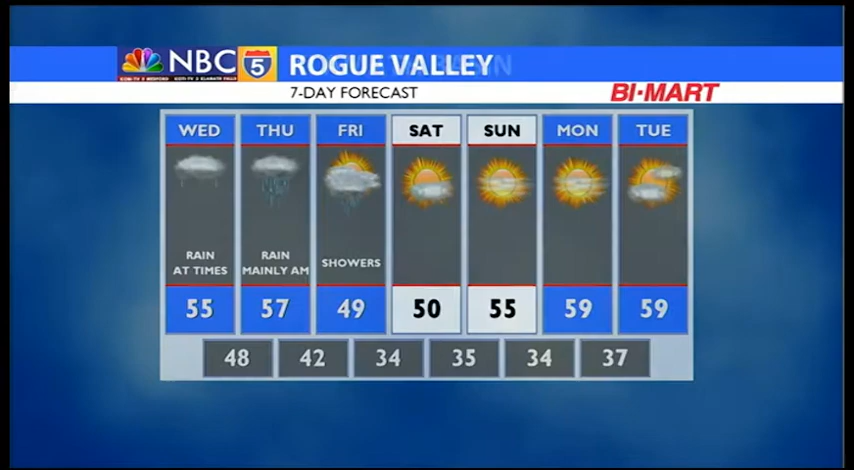 NBC 5 ROGUE VALLEY
7-DAY FORECAST BI-MART
WED THU FRI SAT SUN MON TUE
RAIN AT TIMES
RAIN MAINLY AM
SHOWERS
55 57 49 50 55 59 59
48 42 34 35 34 37